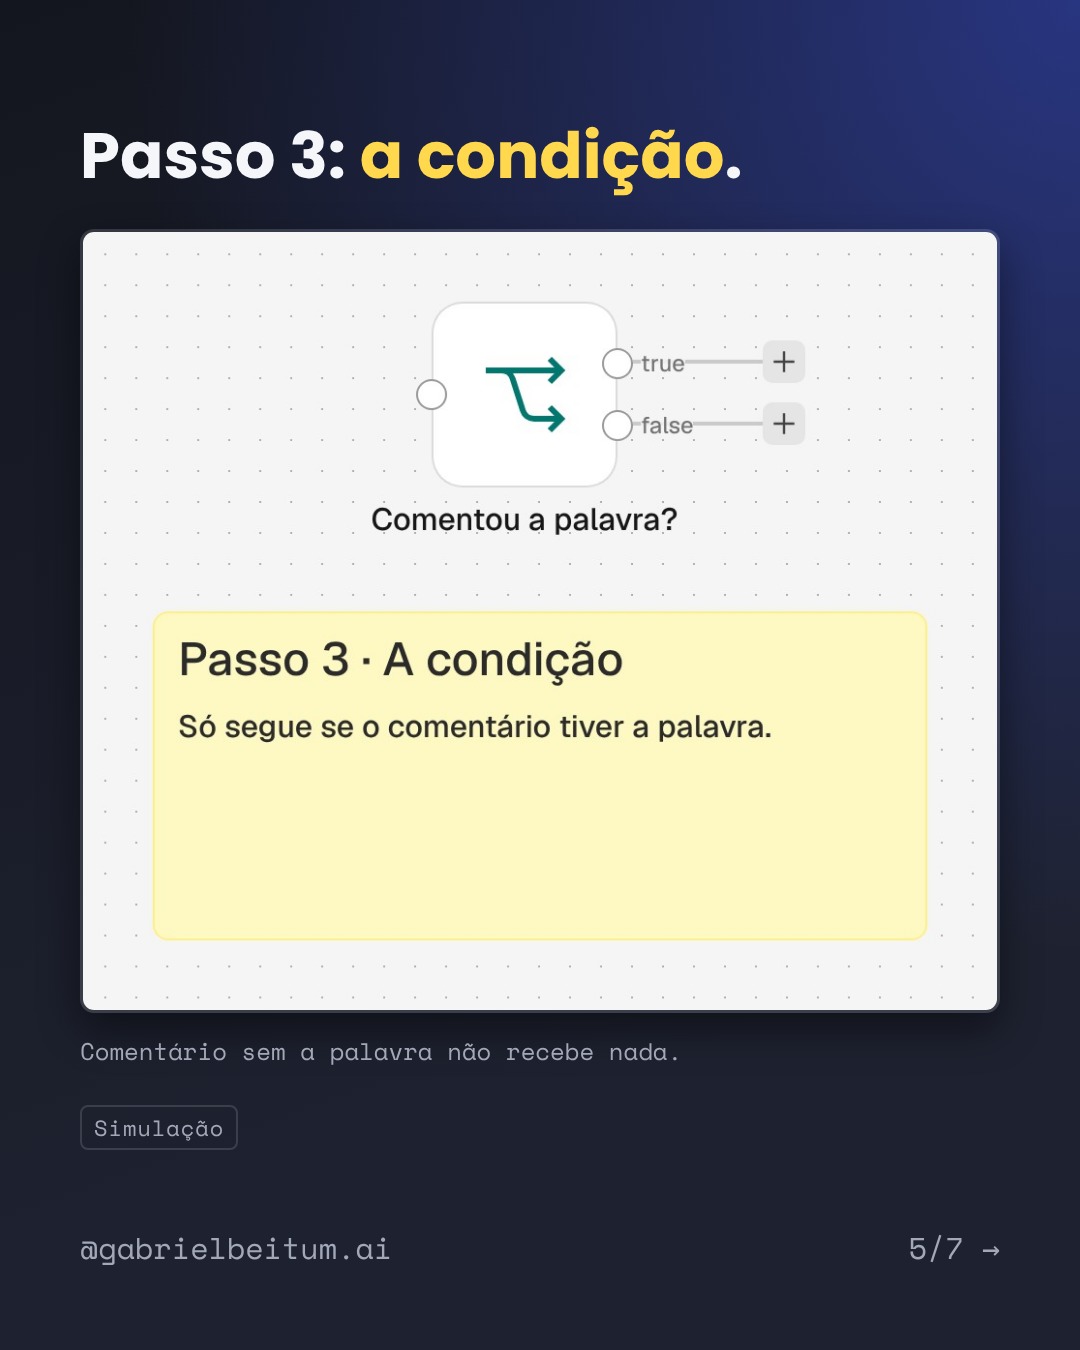 Passo 3: a condição.
true
false
Comentou a palavra?
Passo 3 · A condição
Só segue se o comentário tiver a palavra.
Comentário sem a palavra não recebe nada.
Simulação
@gabrielbeitum.ai
5/7 →